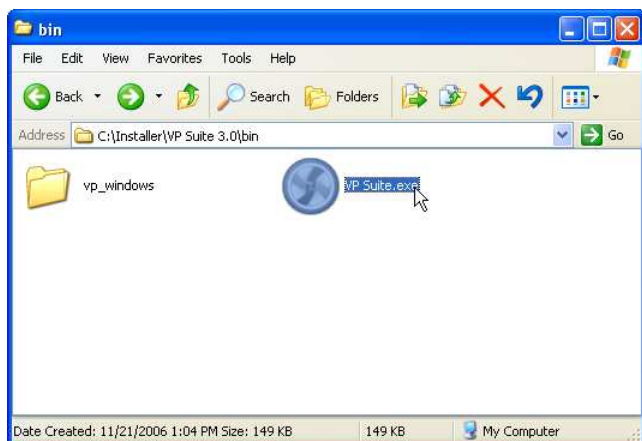 bin
File Edit View Favorites Tools Help
Back Search Folders
Address C:\Installer\VP Suite 3.0\bin Go
vp_windows VP Suite.exe
Date Created: 11/21/2006 1:04 PM Size: 149 KB 149 KB My Computer